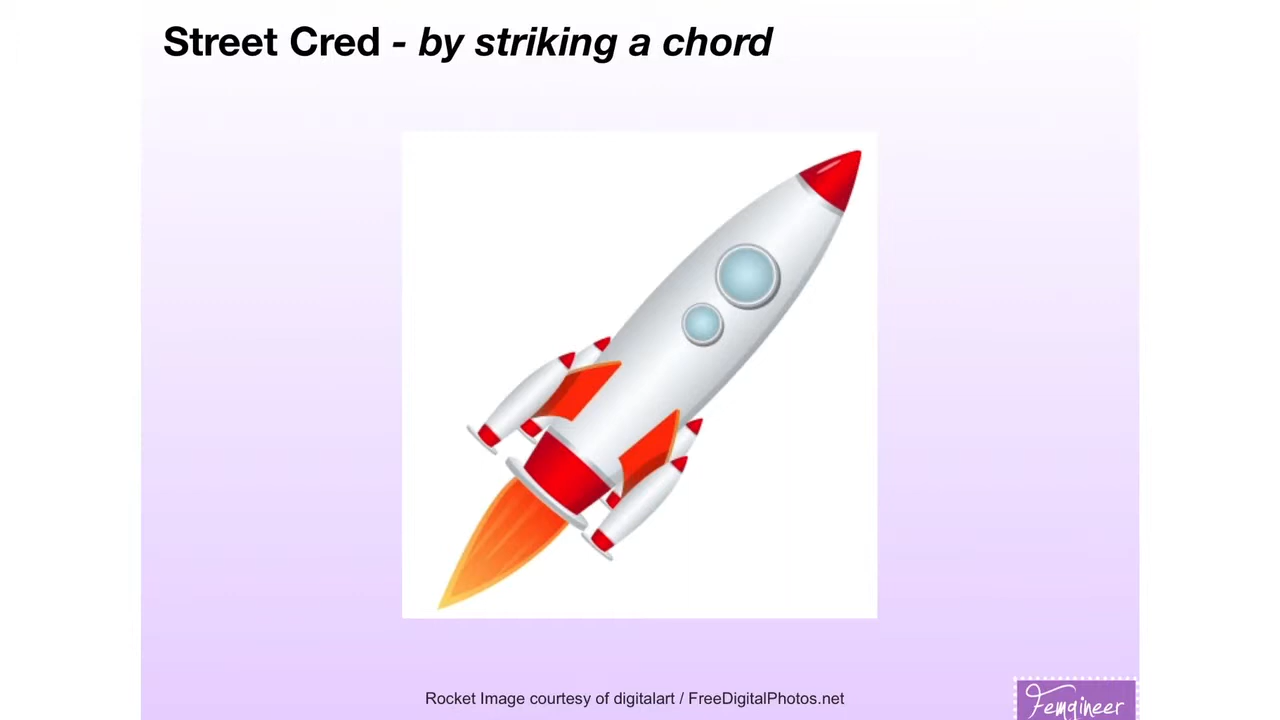 Street Cred - by striking a chord
Rocket Image courtesy of digitalart / FreeDigitalPhotos.net
Femgineer